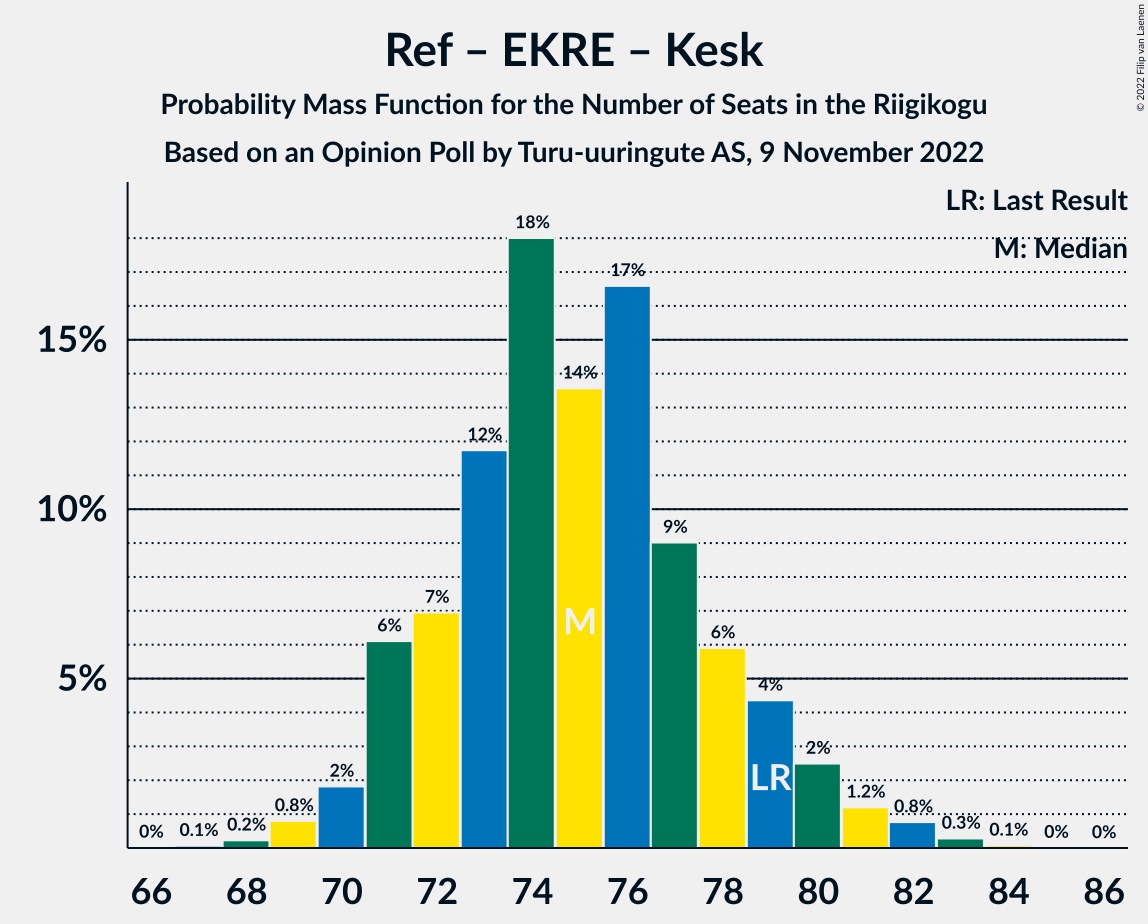 Ref – EKRE – Kesk
Probability Mass Function for the Number of Seats in the Riigikogu
Based on an Opinion Poll by Turu-uuringute AS, 9 November 2022
© 2022 Filip van Laenen
LR: Last Result
M: Median
15%
10%
5%
0%
0.1%
0.2%
0.8%
2%
6%
7%
12%
18%
14%
17%
9%
6%
4%
2%
1.2%
0.8%
0.3%
0.1%
0%
0%
M
LR
66 68 70 72 74 76 78 80 82 84 86